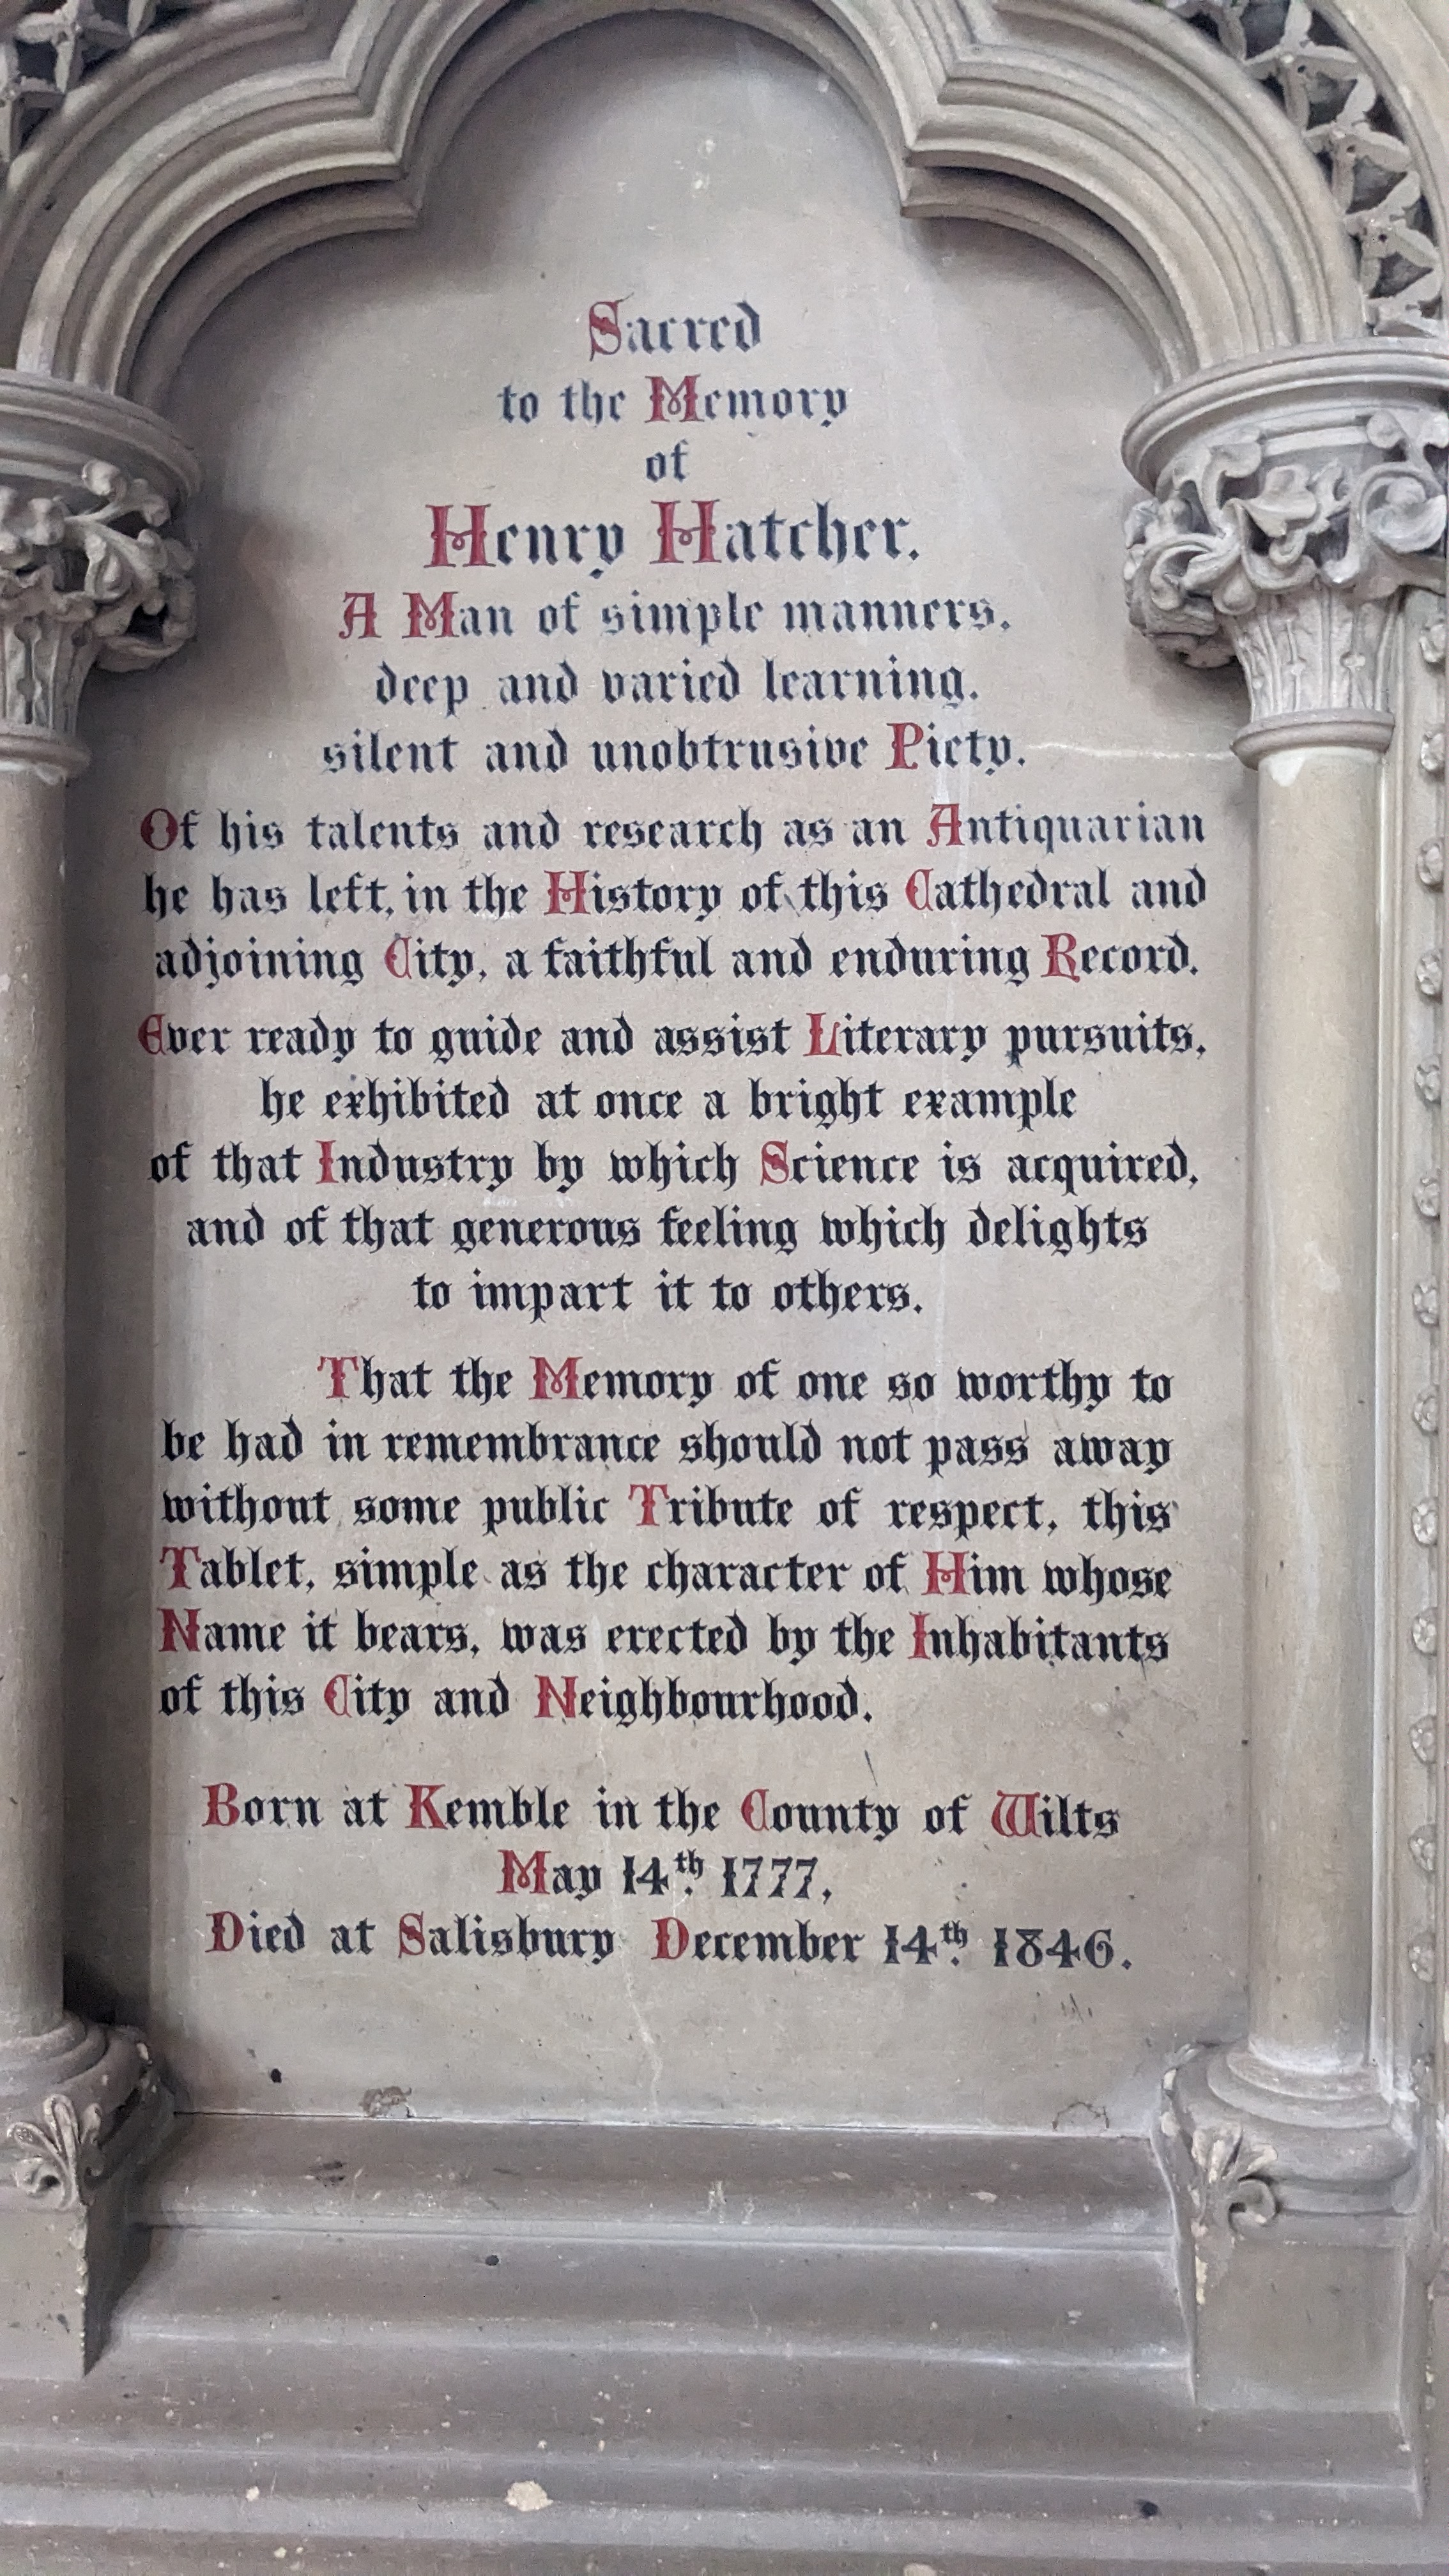 Sacred
to the Memory
of
Henry Hatcher.
A Man of simple manners,
deep and varied learning,
silent and unobtrusive Piety.
Of his talents and research as an Antiquarian
he has left, in the History of this Cathedral and
adjoining City, a faithful and enduring Record.
Ever ready to guide and assist Literary pursuits,
he exhibited at once a bright example
of that Industry by which Science is acquired,
and of that generous feeling which delights
to impart it to others.
That the Memory of one so worthy to
be had in remembrance should not pass away
without some public Tribute of respect, this
Tablet, simple as the character of Him whose
Name it bears, was erected by the Inhabitants
of this City and Neighbourhood.
Born at Kemble in the County of Wilts
May 14th. 1777,
Died at Salisbury December 14th. 1846.